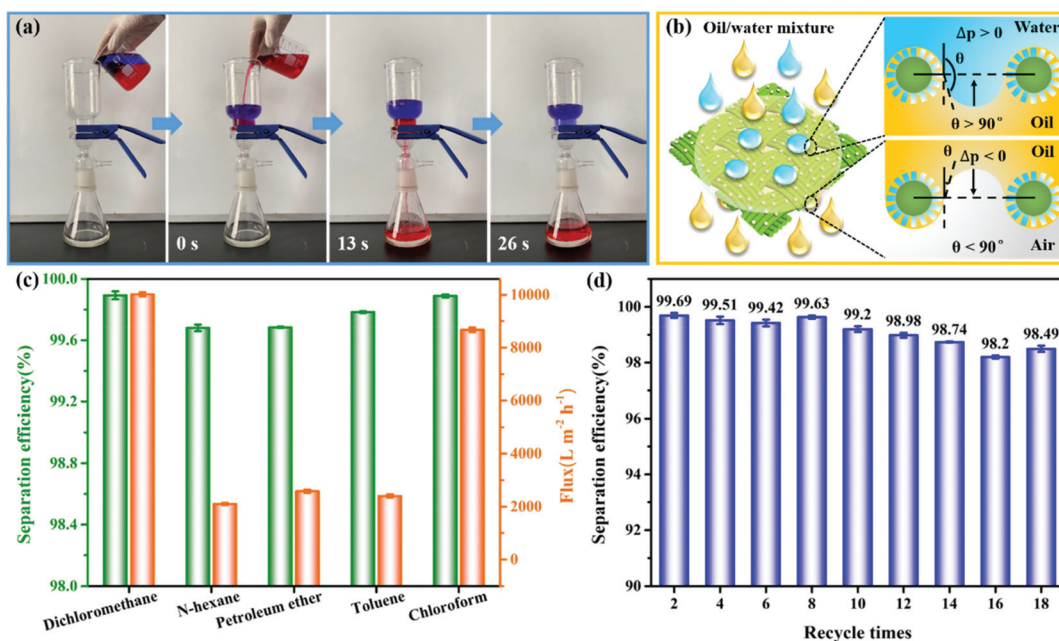 (a)
0 s
13 s
26 s
(b)
Oil/water mixture
Δp > 0
Water
θ
θ > 90°
Oil
θ
Δp < 0
Oil
θ < 90°
Air
(c)
100.0
99.6
99.2
98.8
98.4
98.0
Separation efficiency(%)
10000
8000
6000
4000
2000
0
Flux(L m⁻² h⁻¹)
Dichloromethane
N-hexane
Petroleum ether
Toluene
Chloroform
(d)
100
98
96
94
92
90
Separation efficiency(%)
99.69
99.51
99.42
99.63
99.2
98.98
98.74
98.2
98.49
2 4 6 8 10 12 14 16 18
Recycle times